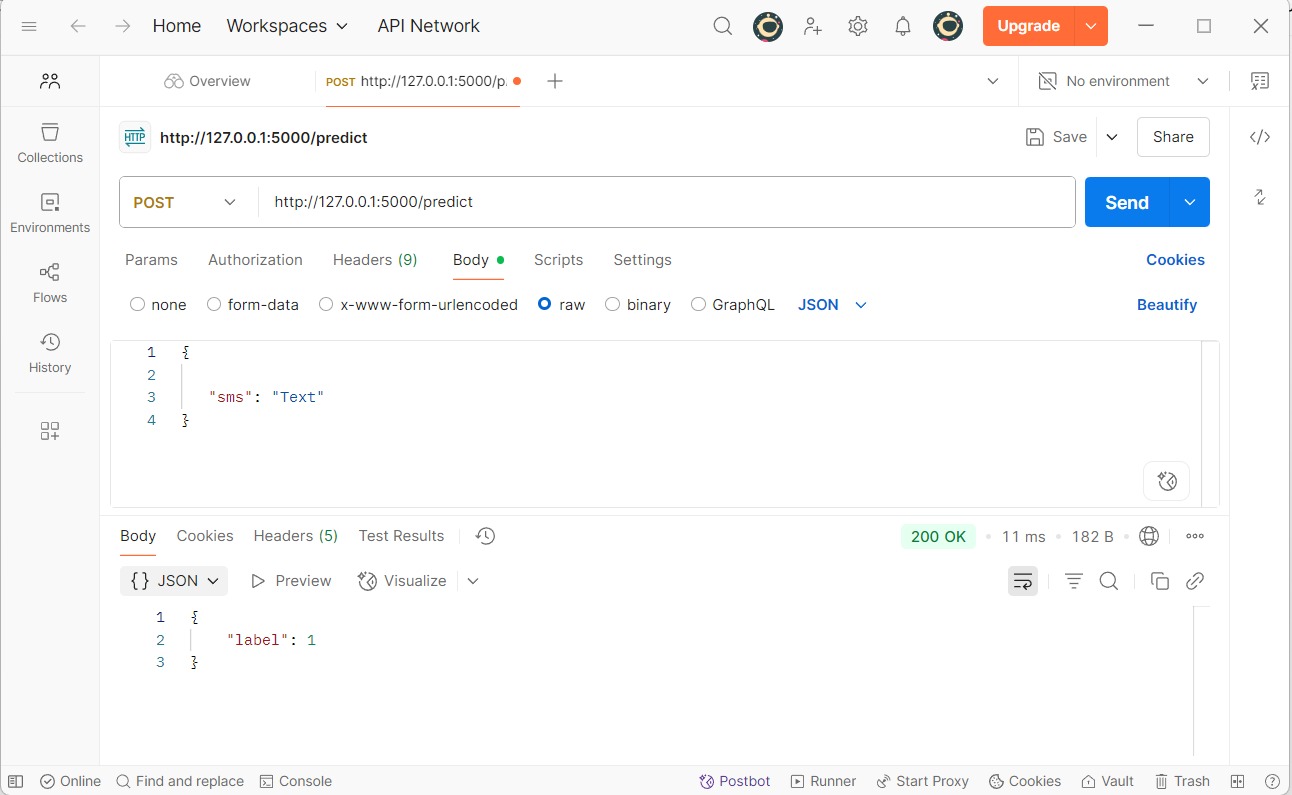 Home Workspaces API Network Upgrade
Overview POST http://127.0.0.1:5000/p. No environment
HTTP http://127.0.0.1:5000/predict Save Share
Collections
Environments
Flows
History
POST http://127.0.0.1:5000/predict Send
Params Authorization Headers (9) Body Scripts Settings Cookies
none form-data x-www-form-urlencoded raw binary GraphQL JSON Beautify
1 {
2
3 "sms": "Text"
4 }
Body Cookies Headers (5) Test Results 200 OK • 11 ms • 182 B •
{} JSON Preview Visualize
1 {
2 "label": 1
3 }
Online Find and replace Console Postbot Runner Start Proxy Cookies Vault Trash